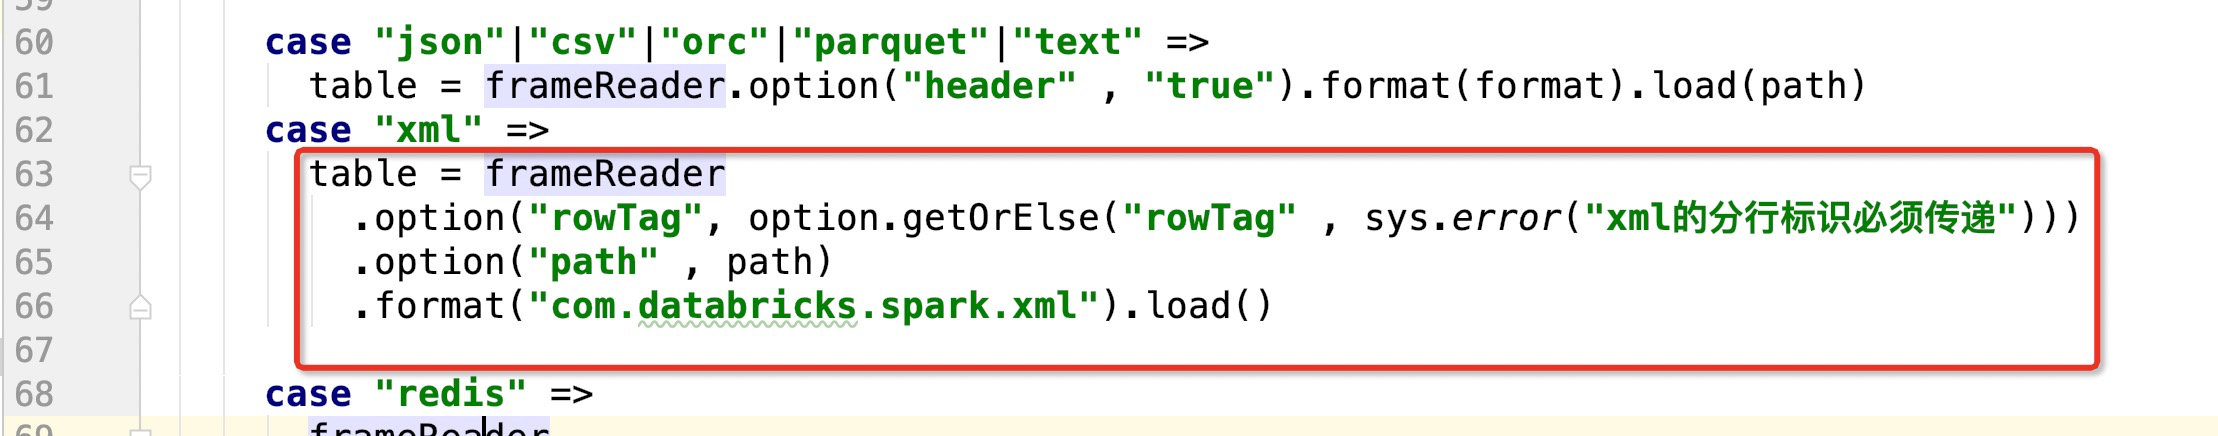 59
60 case "json"|"csv"|"orc"|"parquet"|"text" =>
61 table = frameReader.option("header" , "true").format(format).load(path)
62 case "xml" =>
63 table = frameReader
64 .option("rowTag", option.getOrElse("rowTag" , sys.error("xml的分行标识必须传递")))
65 .option("path" , path)
66 .format("com.databricks.spark.xml").load()
67
68 case "redis" =>
69 frameReader